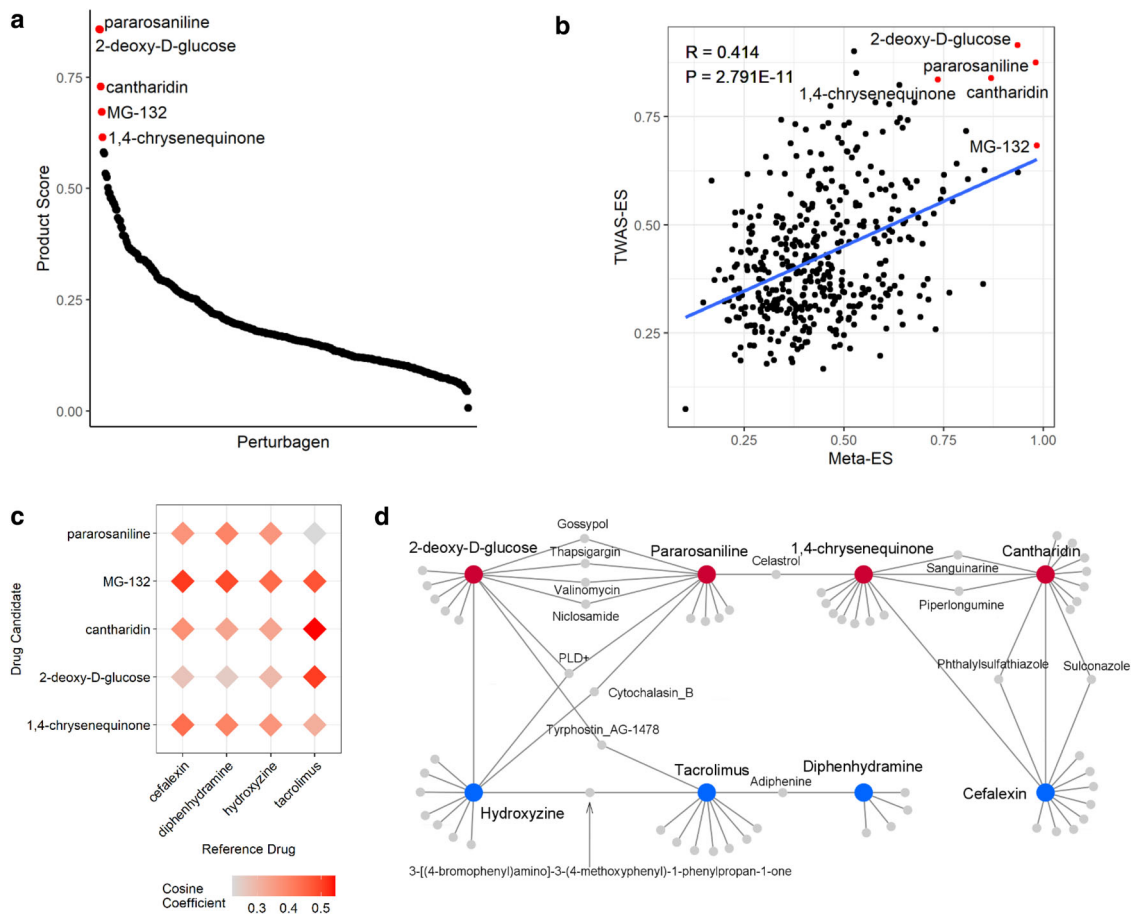 a
pararosaniline
2-deoxy-D-glucose
cantharidin
MG-132
1,4-chrysenequinone
0.75
0.50
0.25
0.00
Product Score
Perturbagen
b
R = 0.414
P = 2.791E-11
2-deoxy-D-glucose
pararosaniline
1,4-chrysenequinone
cantharidin
MG-132
0.75
0.50
0.25
TWAS-ES
0.25
0.50
0.75
1.00
Meta-ES
c
pararosaniline
MG-132
cantharidin
2-deoxy-D-glucose
1,4-chrysenequinone
Drug Candidate
cefalexin
diphenhydramine
hydroxyzine
tacrolimus
Reference Drug
Cosine
Coefficient
0.3 0.4 0.5
d
Gossypol
2-deoxy-D-glucose
Thapsigargin
Pararosaniline
1,4-chrysenequinone
Cantharidin
Celastrol
Sanguinarine
Valinomycin
Piperlongumine
Niclosamide
PLD+
Phthalylsulfathiazole
Sulconazole
Cytochalasin_B
Tyrphostin_AG-1478
Tacrolimus
Diphenhydramine
Adiphenine
Hydroxyzine
Cefalexin
3-[(4-bromophenyl)amino]-3-(4-methoxyphenyl)-1-phenylpropan-1-one